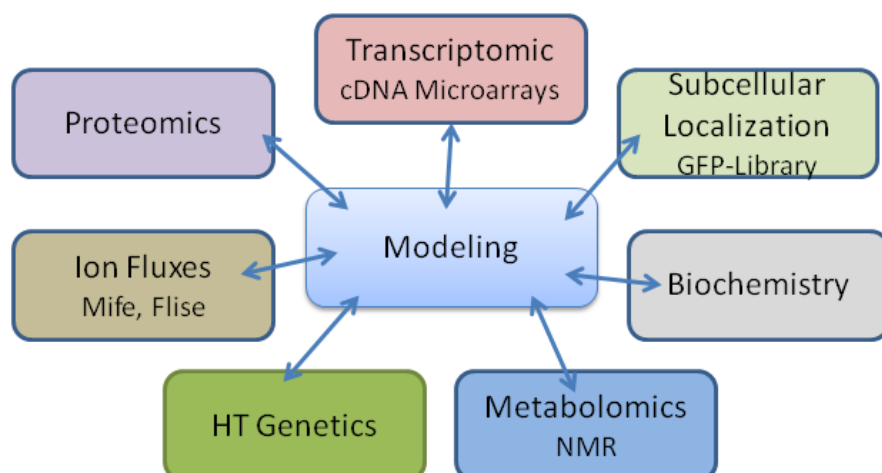 Transcriptomic
cDNA Microarrays
Subcellular
Localization
GFP-Library
Proteomics
Modeling
Ion Fluxes
Mife, Flise
Biochemistry
HT Genetics
Metabolomics
NMR